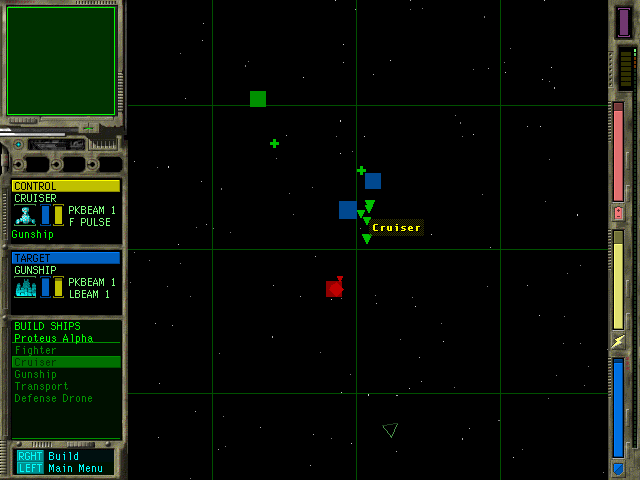 CONTROL
CRUISER
PKBEAM 1
F PULSE
Gunship
TARGET
GUNSHIP
PKBEAM 1
LBEAM 1
BUILD SHIPS
Proteus Alpha
Fighter
Cruiser
Gunship
Transport
Defense Drone
RGHT Build
LEFT Main Menu
Cruiser